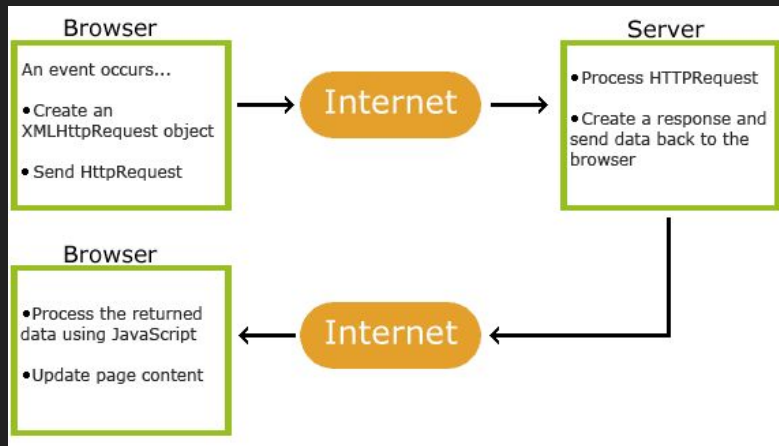 Browser
An event occurs...
•Create an
XMLHttpRequest object
• Send HttpRequest
Internet
Server
•Process HTTPRequest
•Create a response and
send data back to the
browser
Browser
•Process the returned
data using JavaScript
•Update page content
Internet